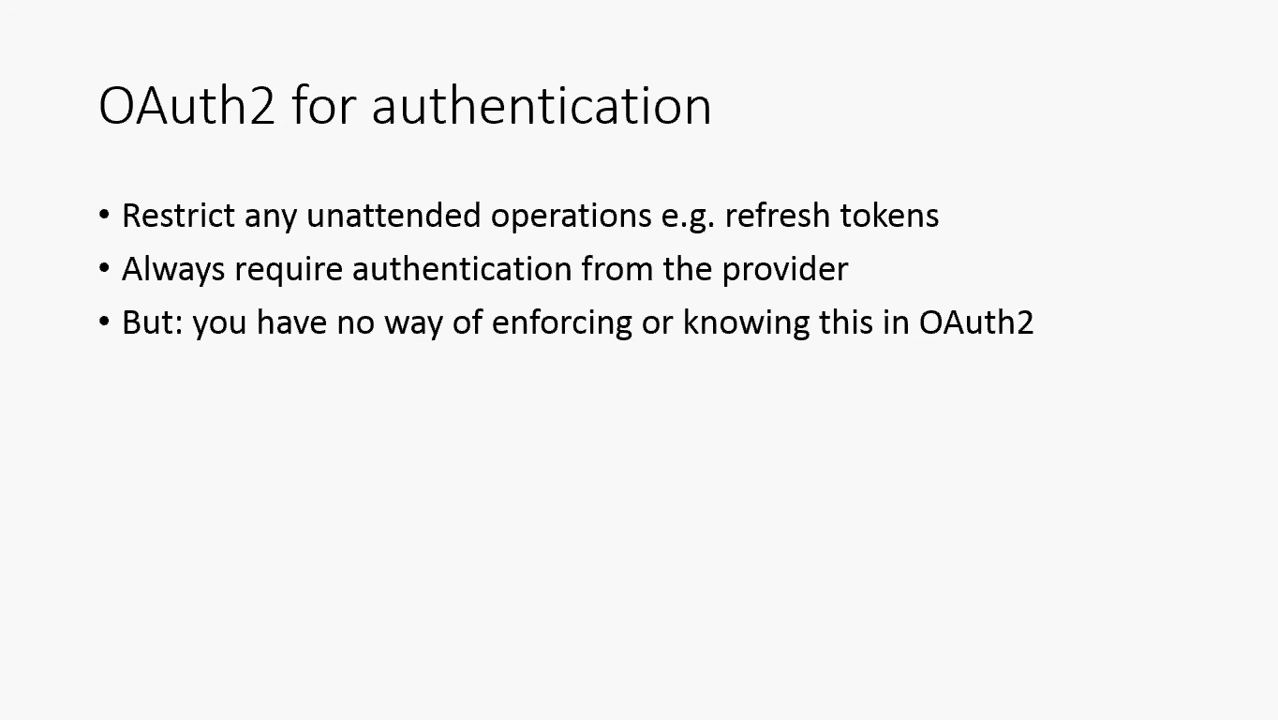 OAuth2 for authentication
• Restrict any unattended operations e.g. refresh tokens
• Always require authentication from the provider
• But: you have no way of enforcing or knowing this in OAuth2